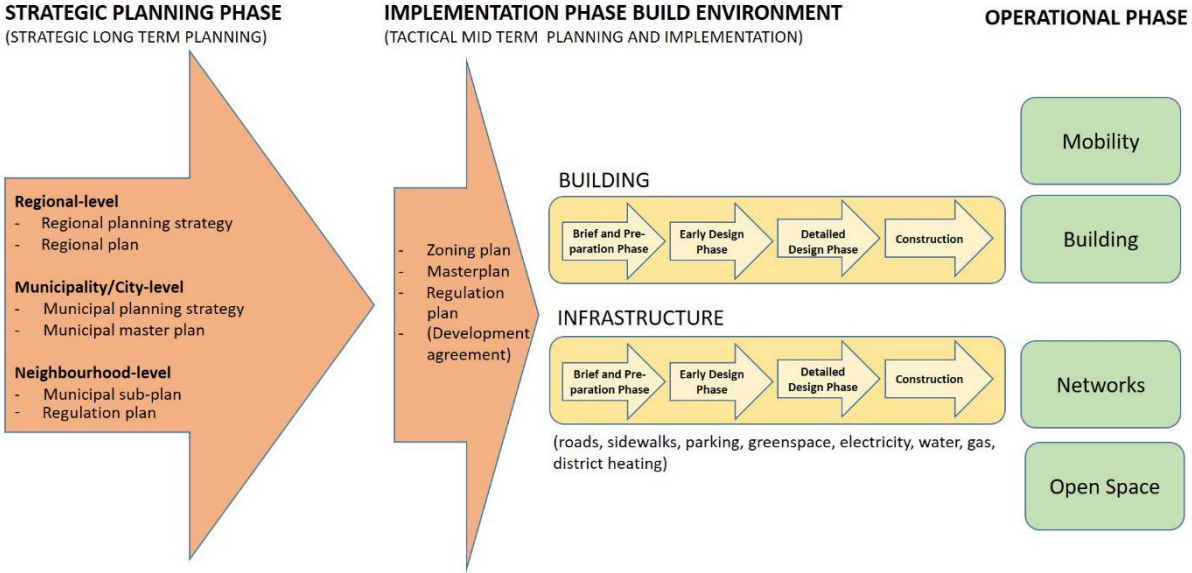 STRATEGIC PLANNING PHASE
(STRATEGIC LONG TERM PLANNING)
Regional-level
- Regional planning strategy
- Regional plan
Municipality/City-level
- Municipal planning strategy
- Municipal master plan
Neighbourhood-level
- Municipal sub-plan
- Regulation plan
IMPLEMENTATION PHASE BUILD ENVIRONMENT
(TACTICAL MID TERM PLANNING AND IMPLEMENTATION)
- Zoning plan
- Masterplan
- Regulation
plan
- (Development
agreement)
BUILDING
Brief and Pre-
paration Phase
Early Design
Phase
Detailed
Design Phase
Construction
INFRASTRUCTURE
Brief and Pre-
paration Phase
Early Design
Phase
Detailed
Design Phase
Construction
(roads, sidewalks, parking, greenspace, electricity, water, gas,
district heating)
OPERATIONAL PHASE
Mobility
Building
Networks
Open Space